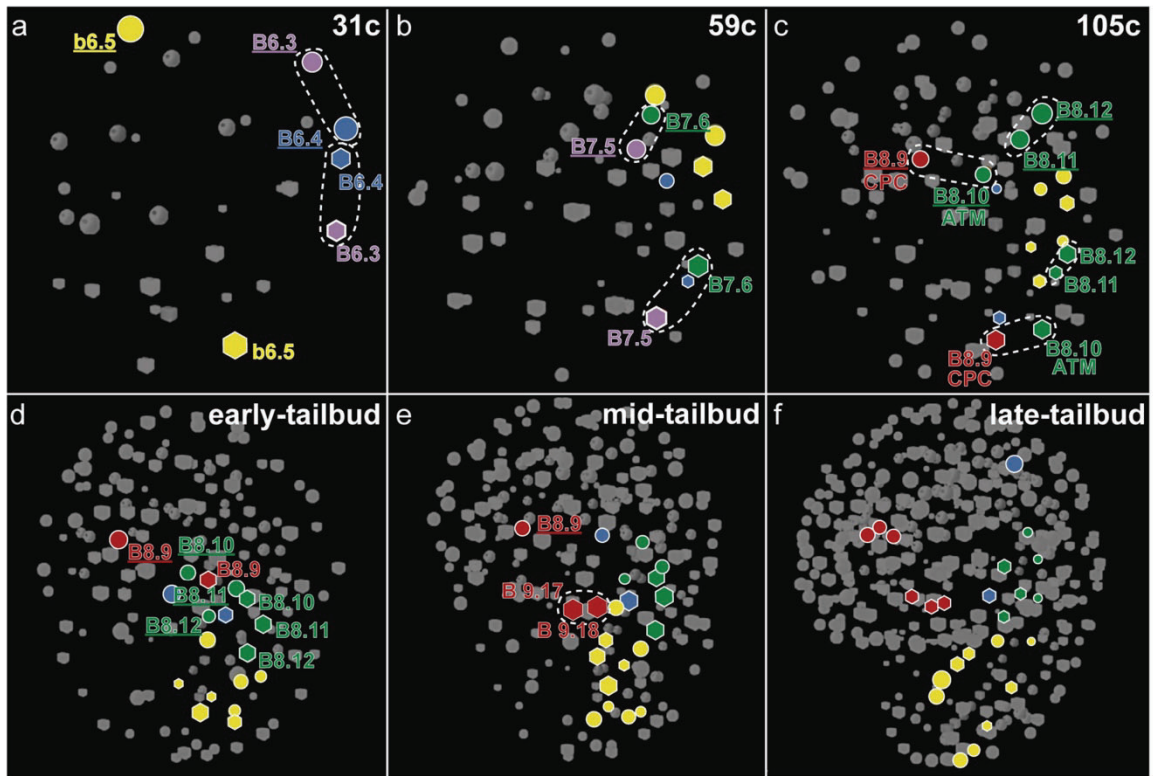 a
31c
b6.5
B6.3
B6.4
B6.4
B6.3
b6.5
b
59c
B7.6
B7.5
B7.6
B7.5
c
105c
B8.12
B8.11
B8.9
CPC
B8.10
ATM
B8.12
B8.11
B8.9
CPC
B8.10
ATM
d
early-tailbud
B8.10
B8.9
B8.9
B8.11
B8.10
B8.12
B8.11
B8.12
e
mid-tailbud
B8.9
B 9.17
B 9.18
f
late-tailbud